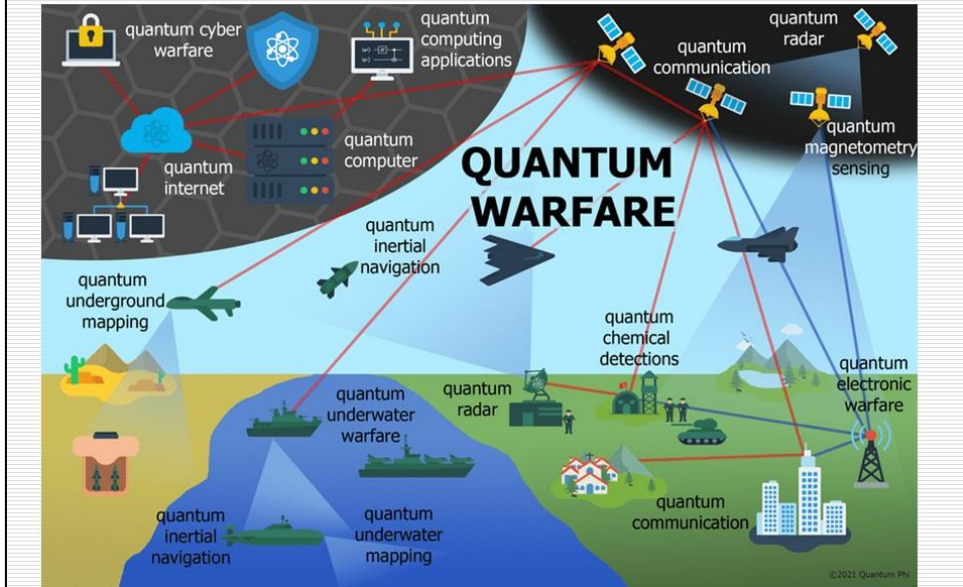 quantum cyber
warfare
quantum
computing
applications
quantum
internet
quantum
computer
quantum
communication
quantum
radar
quantum
magnetometry
sensing
QUANTUM
WARFARE
quantum
inertial
navigation
quantum
underground
mapping
quantum
chemical
detections
quantum
radar
quantum
electronic
warfare
quantum
underwater
warfare
quantum
communication
quantum
inertial
navigation
quantum
underwater
mapping
©2021 Quantum Phi